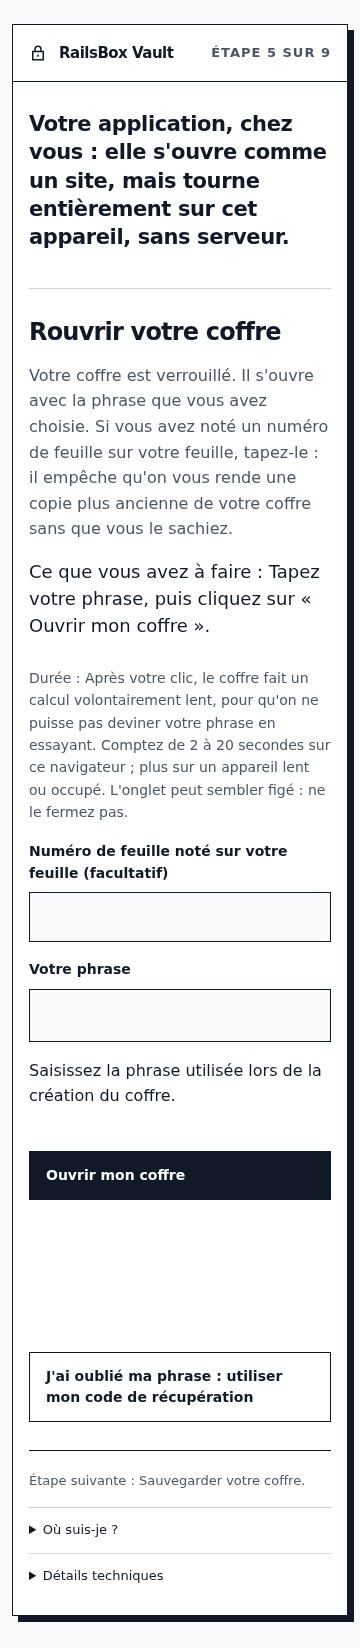 RailsBox Vault
ÉTAPE 5 SUR 9
Votre application, chez
vous : elle s'ouvre comme
un site, mais tourne
entièrement sur cet
appareil, sans serveur.
Rouvrir votre coffre
Votre coffre est verrouillé. Il s'ouvre
avec la phrase que vous avez
choisie. Si vous avez noté un numéro
de feuille sur votre feuille, tapez-le :
il empêche qu'on vous rende une
copie plus ancienne de votre coffre
sans que vous le sachiez.
Ce que vous avez à faire : Tapez
votre phrase, puis cliquez sur «
Ouvrir mon coffre ».
Durée : Après votre clic, le coffre fait un
calcul volontairement lent, pour qu'on ne
puisse pas deviner votre phrase en
essayant. Comptez de 2 à 20 secondes sur
ce navigateur ; plus sur un appareil lent
ou occupé. L'onglet peut sembler figé : ne
le fermez pas.
Numéro de feuille noté sur votre
feuille (facultatif)
Votre phrase
Saisissez la phrase utilisée lors de la
création du coffre.
Ouvrir mon coffre
J'ai oublié ma phrase : utiliser
mon code de récupération
Étape suivante : Sauvegarder votre coffre.
Où suis-je ?
Détails techniques